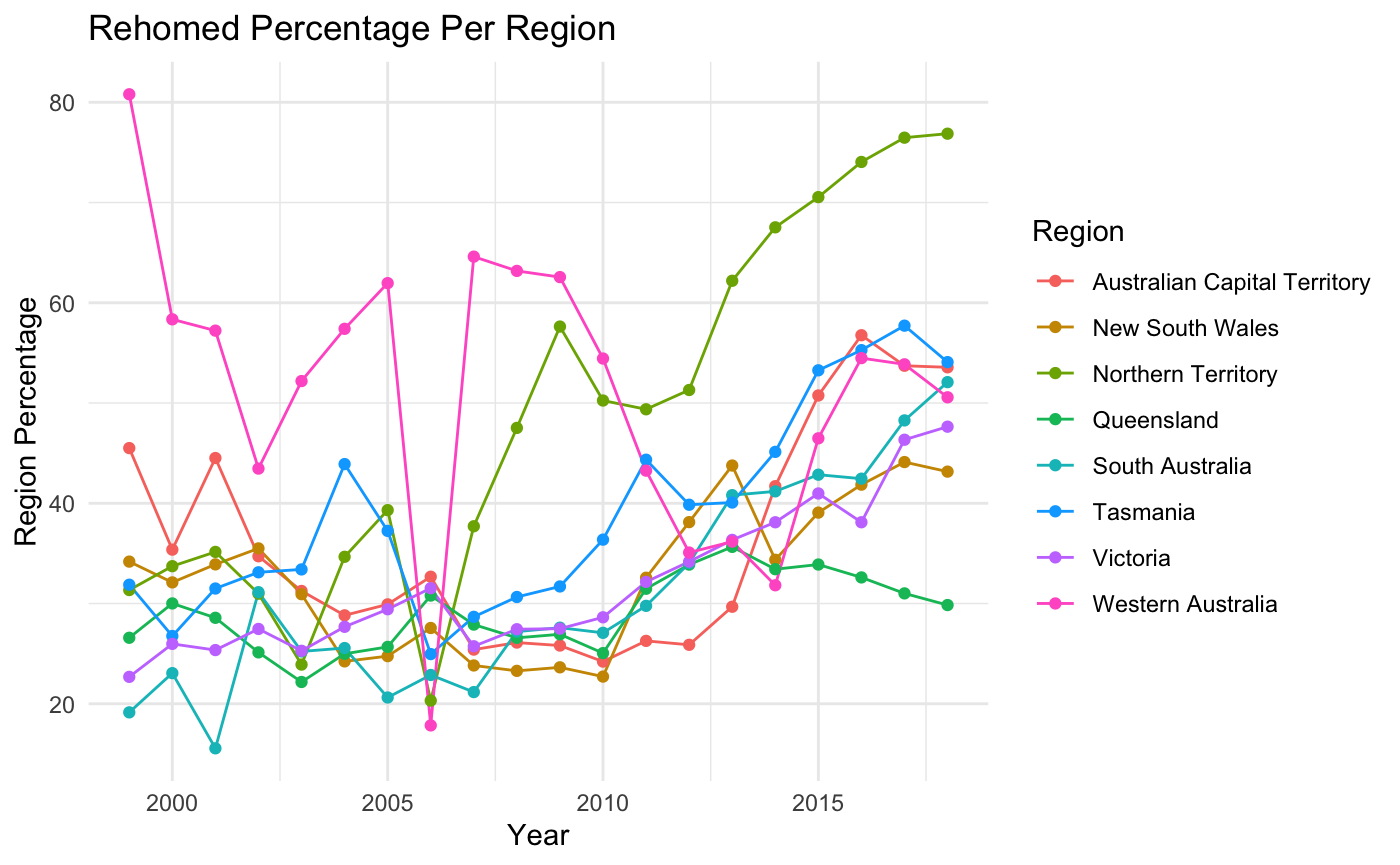 Rehomed Percentage Per Region
Region Percentage
80
60
40
20
2000
2005
2010
2015
Year
Region
Australian Capital Territory
New South Wales
Northern Territory
Queensland
South Australia
Tasmania
Victoria
Western Australia